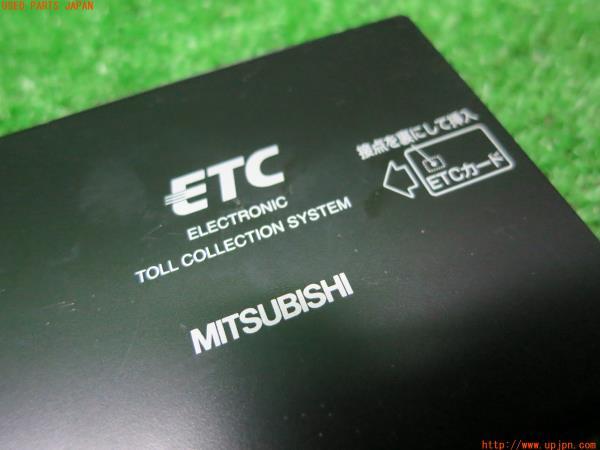 USED PARTS JAPAN
ETC
ELECTRONIC
TOLL COLLECTION SYSTEM
MITSUBISHI
接点を裏にして挿入
ETCカード
http://www.upjpn.com/